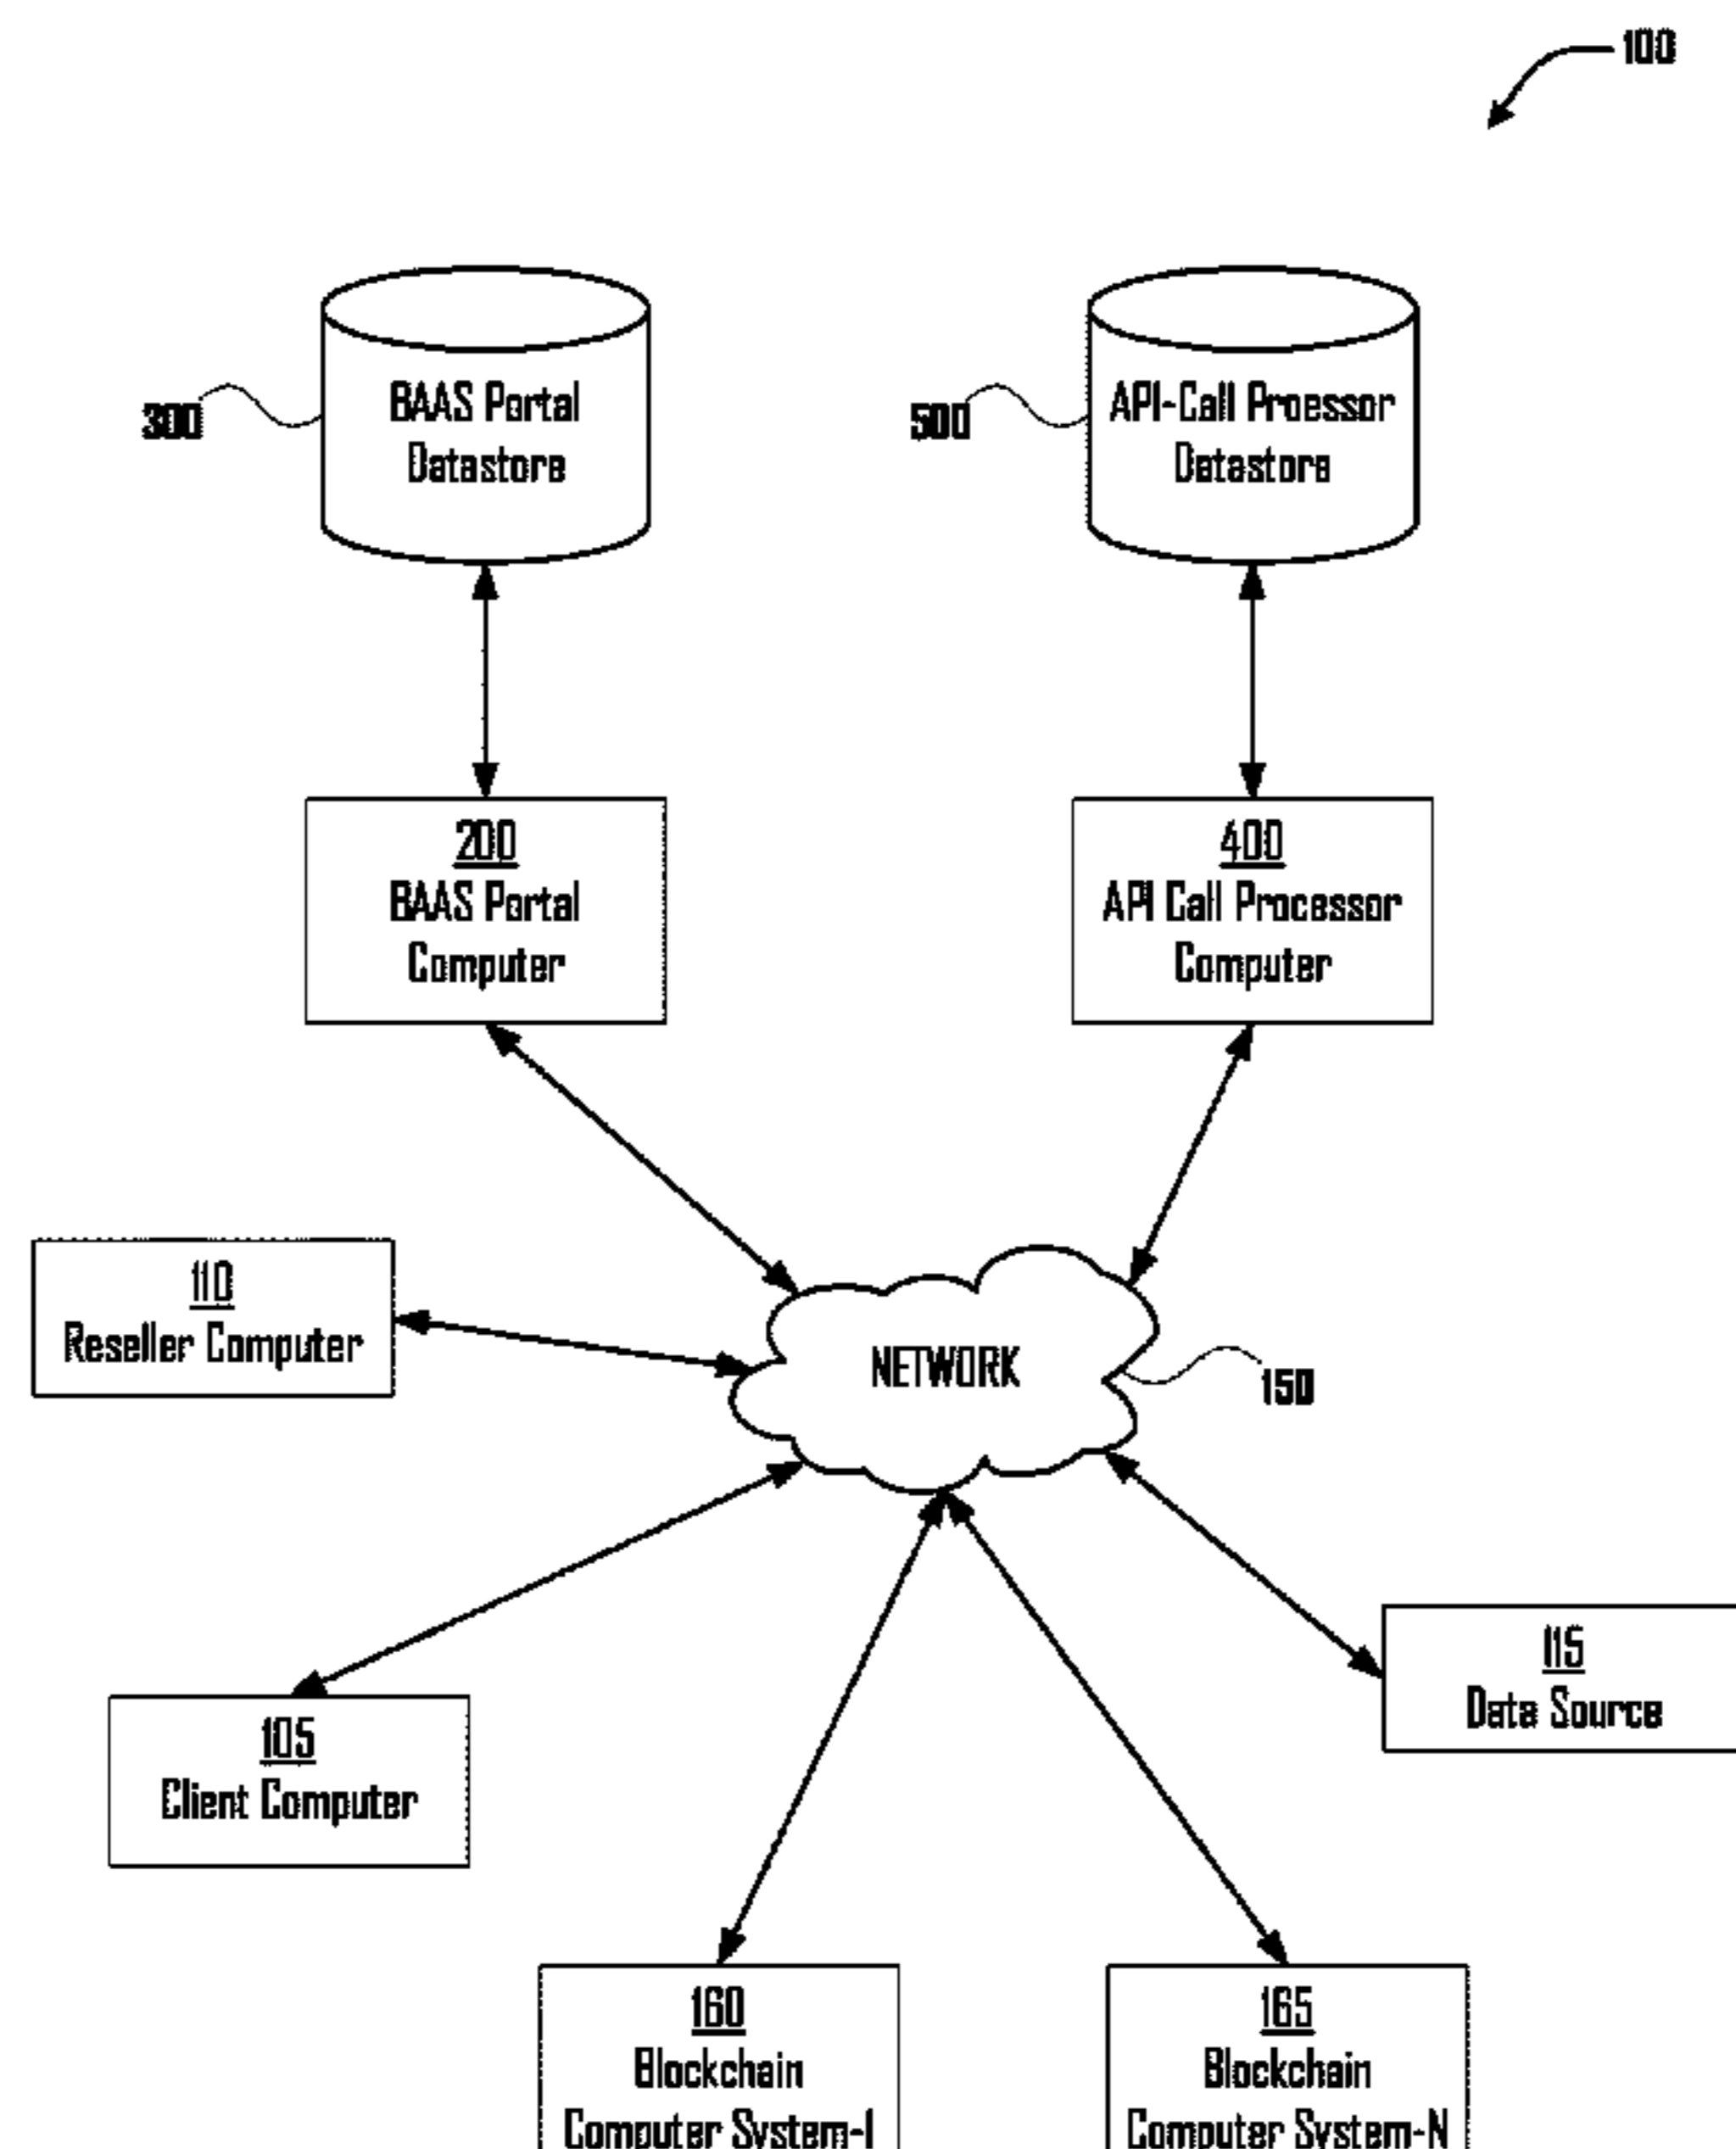 100
300
BAAS Portal
Datastore
500
API-Call Proessor
Datastore
200
BAAS Portal
Computer
400
API Call Processor
Computer
110
Reseller Computer
NETWORK
150
115
Data Source
105
Client Computer
160
Blockchain
Computer System-1
165
Blockchain
Computer System-N